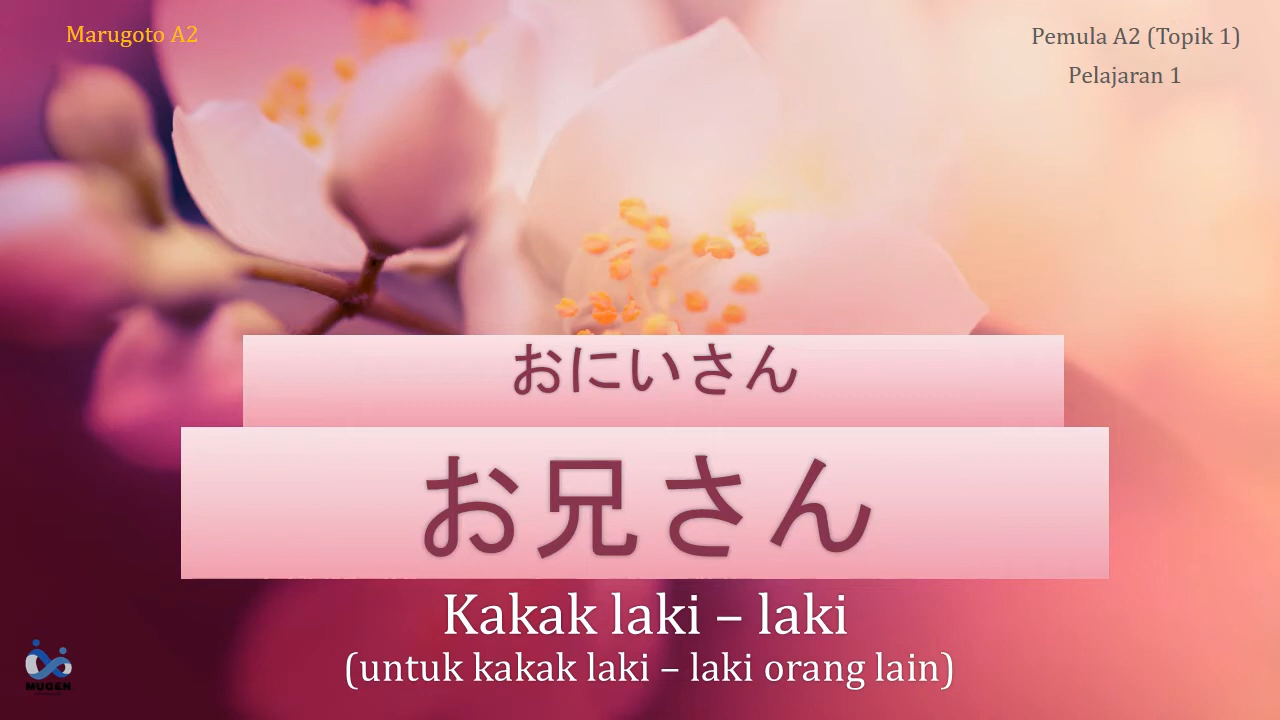 Marugoto A2
Pemula A2 (Topik 1)
Pelajaran 1
おにいさん
お兄さん
Kakak laki – laki
(untuk kakak laki – laki orang lain)
MUGEN